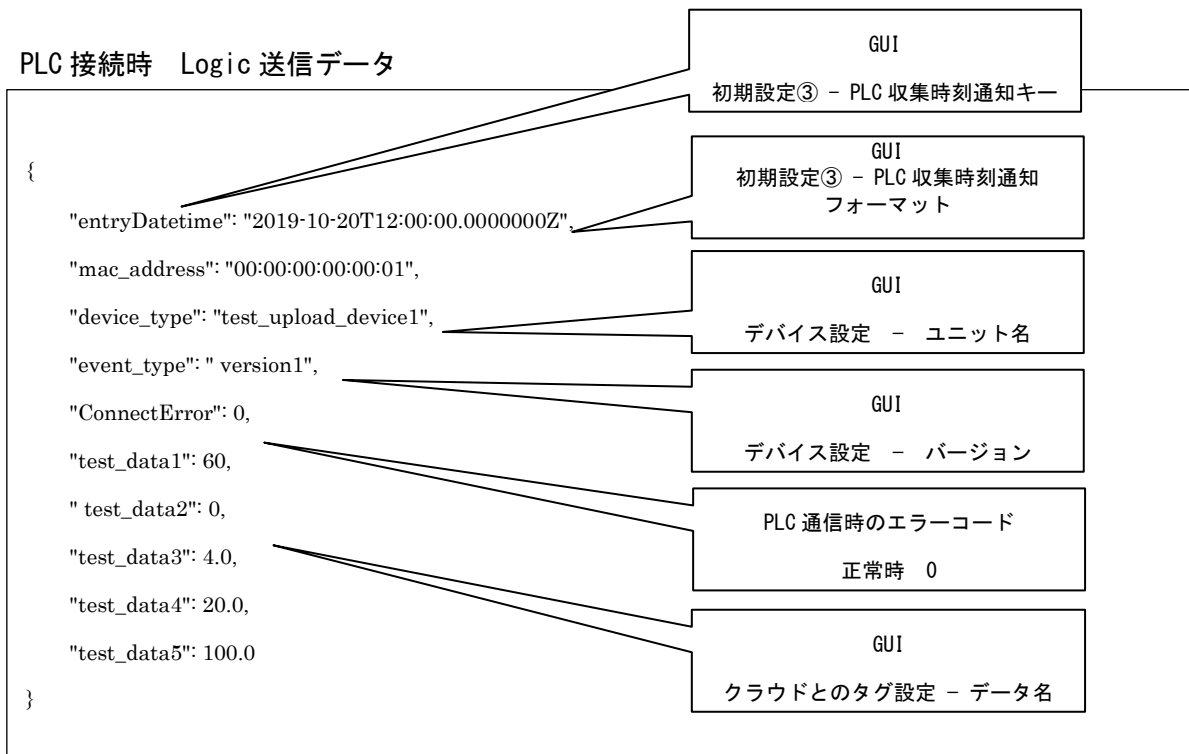 PLC 接続時　Logic 送信データ
GUI
初期設定③ － PLC 収集時刻通知キー
GUI
初期設定③ － PLC 収集時刻通知
フォーマット
{
"entryDatetime": "2019-10-20T12:00:00.0000000Z",
"mac_address": "00:00:00:00:00:01",
"device_type": "test_upload_device1",
"event_type": " version1",
"ConnectError": 0,
"test_data1": 60,
" test_data2": 0,
"test_data3": 4.0,
"test_data4": 20.0,
"test_data5": 100.0
}
GUI
デバイス設定　－　ユニット名
GUI
デバイス設定　－　バージョン
PLC 通信時のエラーコード
正常時　0
GUI
クラウドとのタグ設定 － データ名